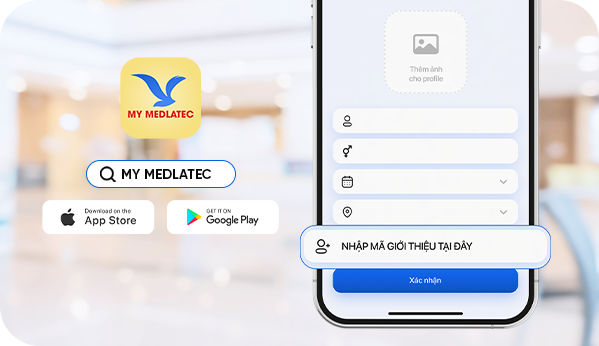 MY MEDLATEC
MY MEDLATEC
Download on the
App Store
GET IT ON
Google Play
Thêm ảnh
cho profile
NHẬP MÃ GIỚI THIỆU TẠI ĐÂY
Xác nhận